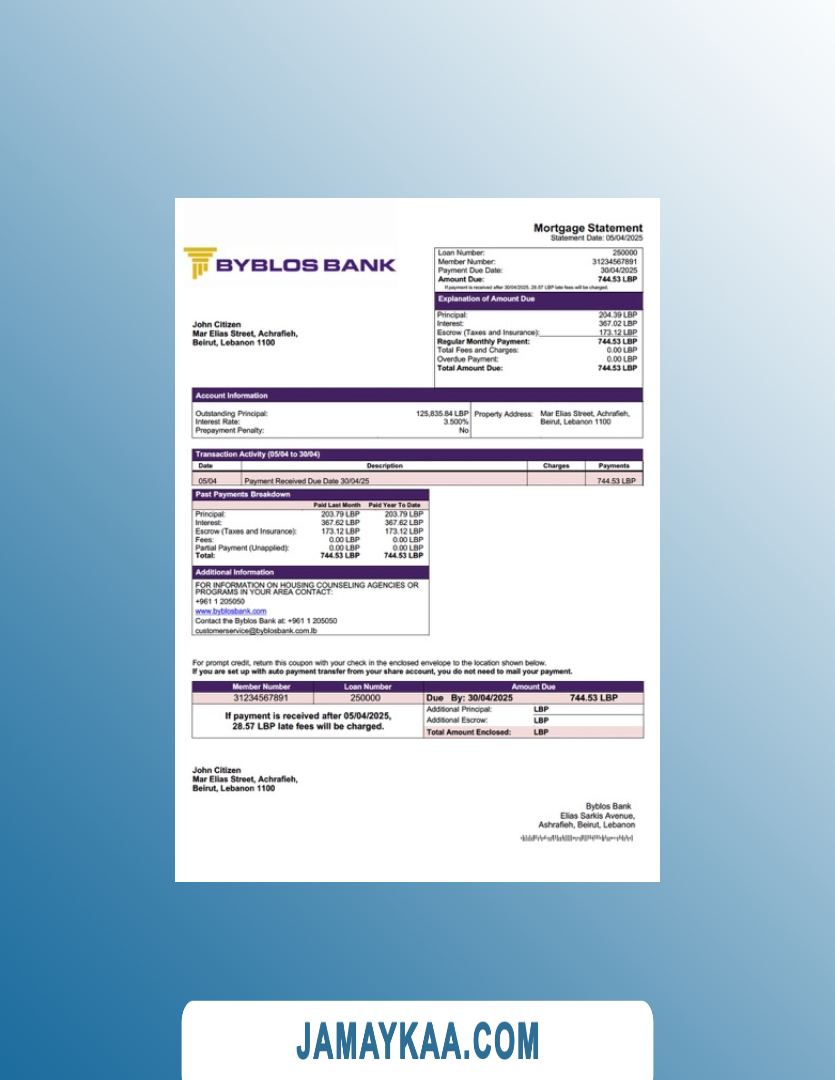 Mortgage Statement
Statement Date: 05/04/2025
BYBLOS BANK
Loan Number: 250000
Member Number: 31234567891
Payment Due Date: 30/04/2025
Amount Due: 744.53 LBP
If payment is received after 30/04/2025, 28.57 LBP late fees will be charged.
Explanation of Amount Due
Principal: 204.39 LBP
Interest: 367.02 LBP
Escrow (Taxes and Insurance): 173.12 LBP
Regular Monthly Payment: 744.53 LBP
Total Fees and Charges: 0.00 LBP
Overdue Payment: 0.00 LBP
Total Amount Due: 744.53 LBP
John Citizen
Mar Elias Street, Achrafieh,
Beirut, Lebanon 1100
Account Information
Outstanding Principal: 125,835.84 LBP
Interest Rate: 3.500%
Prepayment Penalty: No
Property Address: Mar Elias Street, Achrafieh,
Beirut, Lebanon 1100
Transaction Activity (05/04 to 30/04)
Date Description Charges Payments
05/04 Payment Received Due Date 30/04/25 744.53 LBP
Past Payments Breakdown
Paid Last Month Paid Year To Date
Principal: 203.79 LBP 203.79 LBP
Interest: 367.62 LBP 367.62 LBP
Escrow (Taxes and Insurance): 173.12 LBP 173.12 LBP
Fees: 0.00 LBP 0.00 LBP
Partial Payment (Unapplied): 0.00 LBP 0.00 LBP
Total: 744.53 LBP 744.53 LBP
Additional Information
FOR INFORMATION ON HOUSING COUNSELING AGENCIES OR
PROGRAMS IN YOUR AREA CONTACT:
+961 1 205050
www.byblosbank.com
Contact the Byblos Bank at: +961 1 205050
customerservice@byblosbank.com.lb
For prompt credit, return this coupon with your check in the enclosed envelope to the location shown below.
If you are set up with auto payment transfer from your share account, you do not need to mail your payment.
Member Number Loan Number Amount Due
31234567891 250000 Due By: 30/04/2025 744.53 LBP
If payment is received after 05/04/2025,
28.57 LBP late fees will be charged.
Additional Principal: LBP
Additional Escrow: LBP
Total Amount Enclosed: LBP
John Citizen
Mar Elias Street, Achrafieh,
Beirut, Lebanon 1100
Byblos Bank
Elias Sarkis Avenue,
Ashrafieh, Beirut, Lebanon
JAMAYKAA.COM